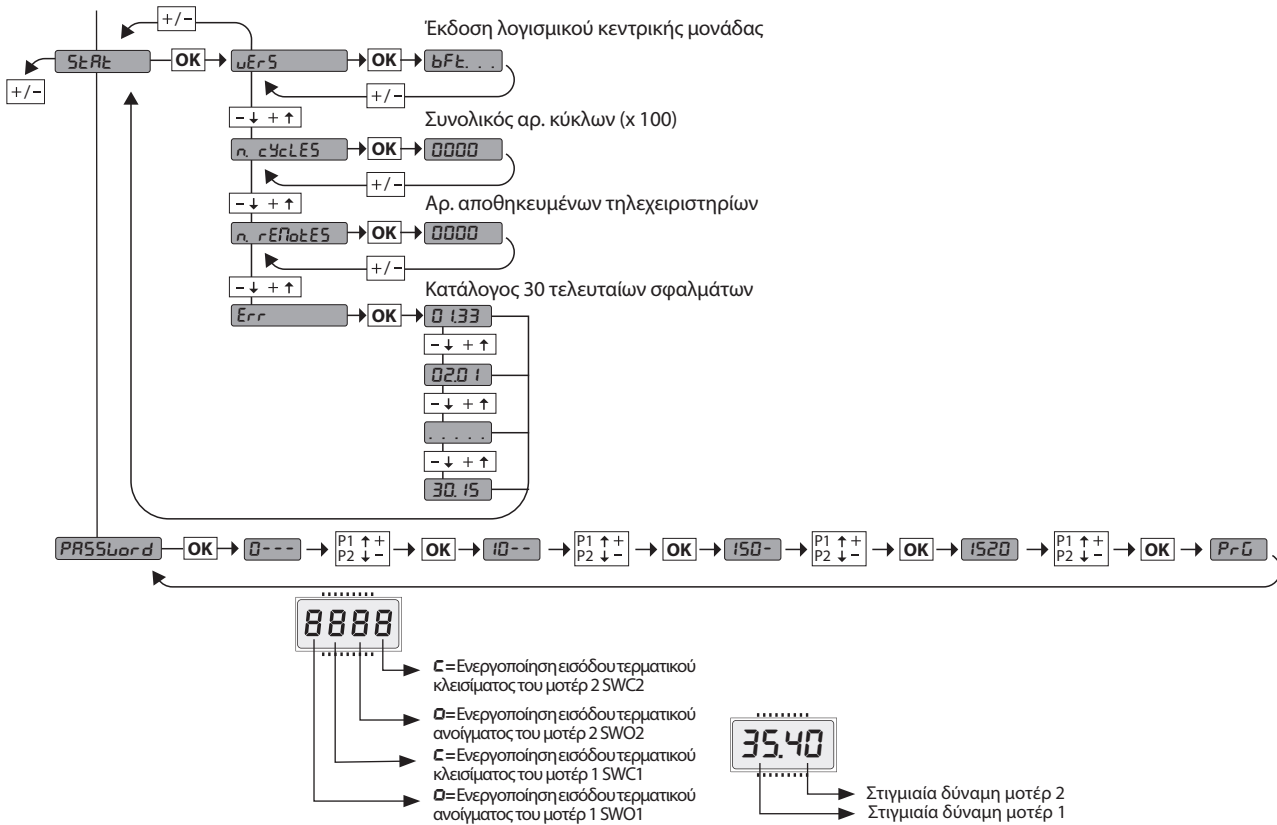 +/-
Έκδοση λογισμικού κεντρικής μονάδας
StAt OK vErS OK bFt. . .
+/-
+/-
- ↓ + ↑
Συνολικός αρ. κύκλων (x 100)
n. cYcLES OK 0000
+/-
- ↓ + ↑
Αρ. αποθηκευμένων τηλεχειριστηρίων
n. rEMotES OK 0000
+/-
- ↓ + ↑
Κατάλογος 30 τελευταίων σφαλμάτων
Err OK 01.33
- ↓ + ↑
02.01
- ↓ + ↑
. . . . .
- ↓ + ↑
30.15
PASSword OK 0--- P1 ↑ + P2 ↓ - OK 10-- P1 ↑ + P2 ↓ - OK 150- P1 ↑ + P2 ↓ - OK 1520 P1 ↑ + P2 ↓ - OK PrG
8888
C=Ενεργοποίηση εισόδου τερματικού
κλεισίματος του μοτέρ 2 SWC2
O=Ενεργοποίηση εισόδου τερματικού
ανοίγματος του μοτέρ 2 SWO2
C=Ενεργοποίηση εισόδου τερματικού
κλεισίματος του μοτέρ 1 SWC1
O=Ενεργοποίηση εισόδου τερματικού
ανοίγματος του μοτέρ 1 SWO1
35.40
Στιγμιαία δύναμη μοτέρ 2
Στιγμιαία δύναμη μοτέρ 1